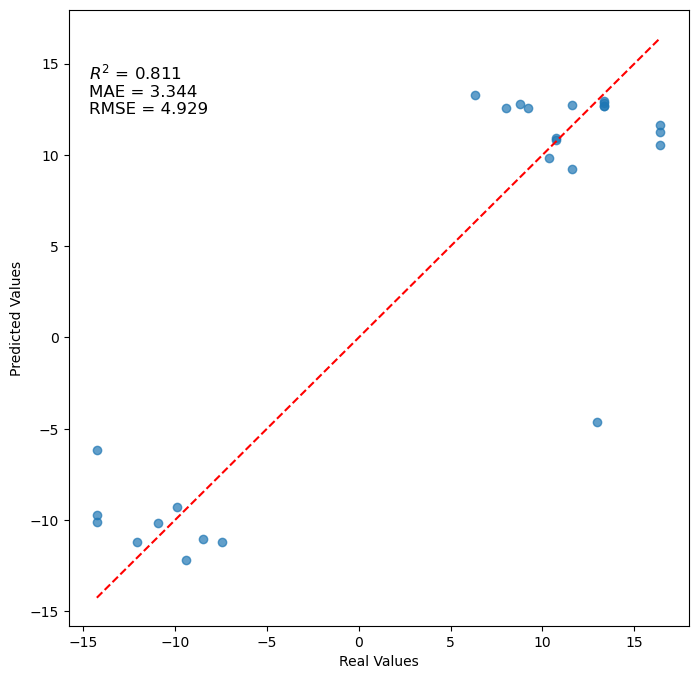 R² = 0.811
MAE = 3.344
RMSE = 4.929
15
10
5
0
−5
−10
−15
Predicted Values
−15 −10 −5 0 5 10 15
Real Values